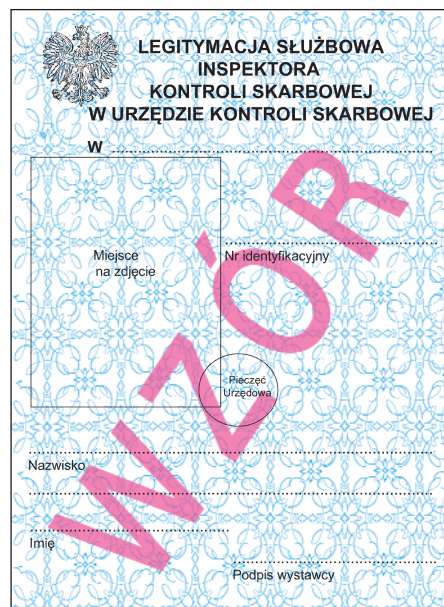 LEGITYMACJA SŁUŻBOWA
INSPEKTORA
KONTROLI SKARBOWEJ
W URZĘDZIE KONTROLI SKARBOWEJ
W
Miejsce
na zdjęcie
Nr identyfikacyjny
Pieczęć
Urzędowa
WZÓR
Nazwisko
Imię
Podpis wystawcy